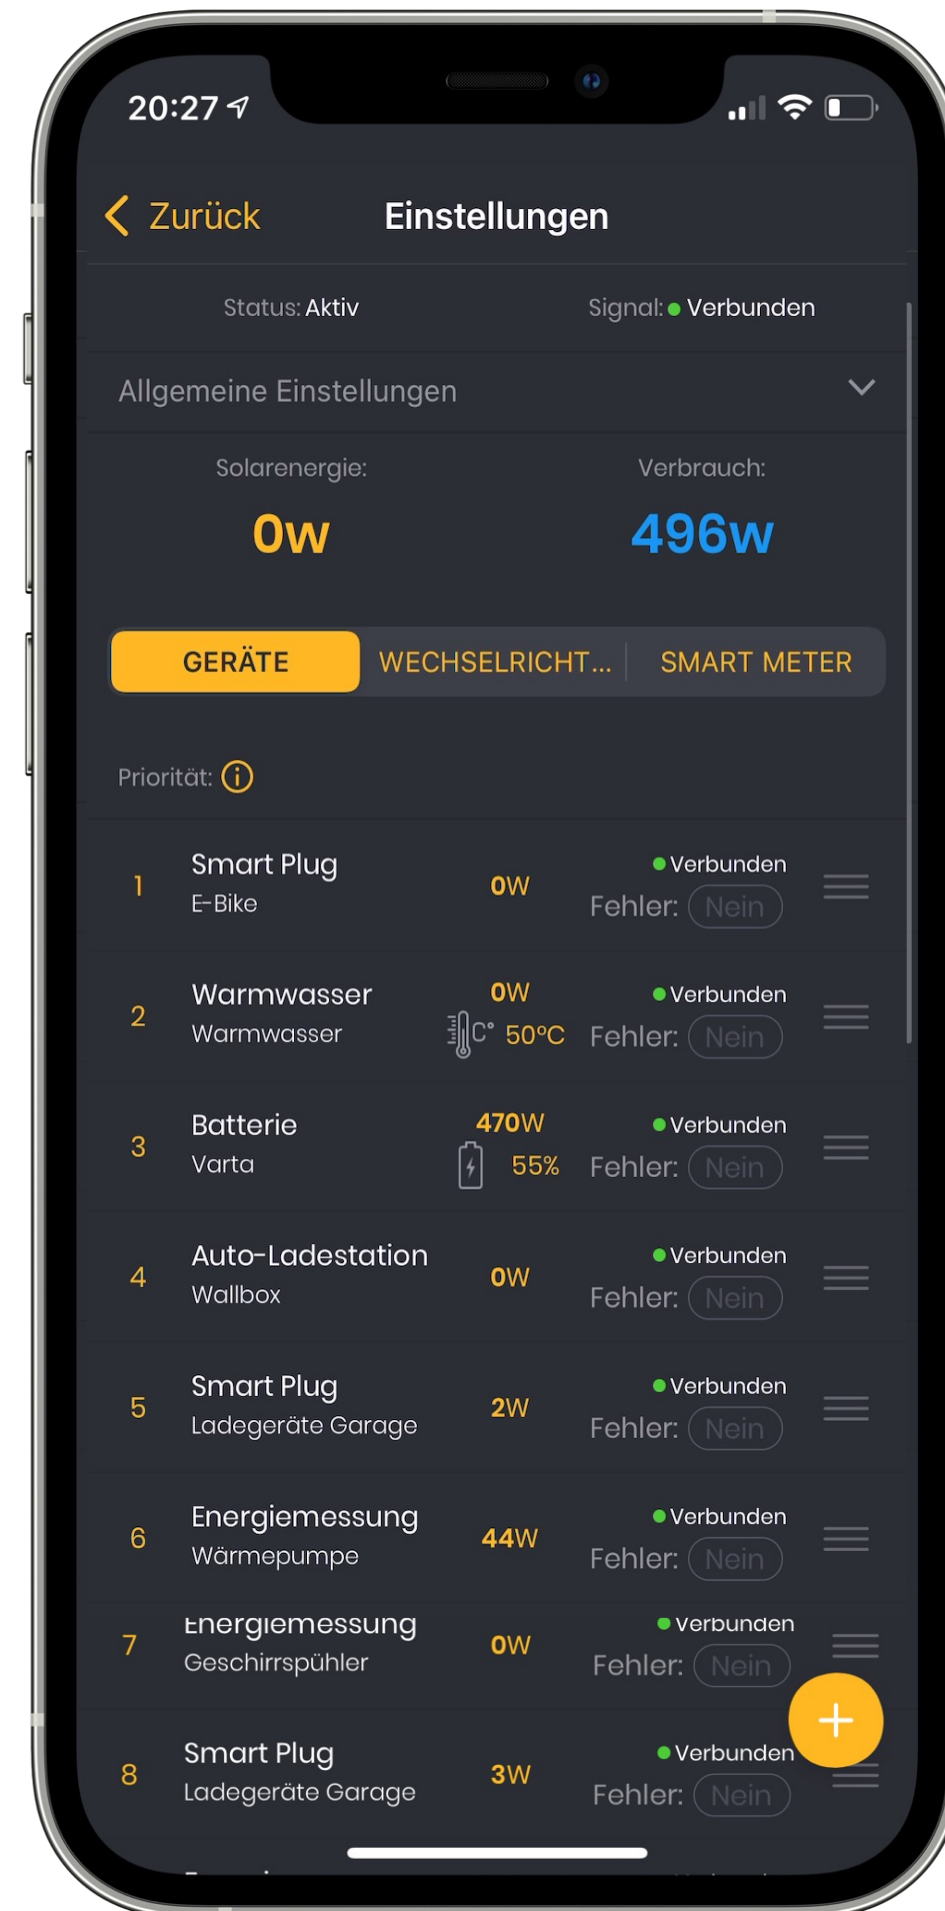 20:27
Zurück
Einstellungen
Status: Aktiv
Signal: Verbunden
Allgemeine Einstellungen
Solarenergie:
Verbrauch:
0W
496W
GERÄTE
WECHSELRICHT...
SMART METER
Priorität:
1
Smart Plug
E-Bike
0W
Verbunden
Fehler: Nein
2
Warmwasser
Warmwasser
0W
C° 50°C
Verbunden
Fehler: Nein
3
Batterie
Varta
470W
55%
Verbunden
Fehler: Nein
4
Auto-Ladestation
Wallbox
0W
Verbunden
Fehler: Nein
5
Smart Plug
Ladegeräte Garage
2W
Verbunden
Fehler: Nein
6
Energiemessung
Wärmepumpe
44W
Verbunden
Fehler: Nein
7
Energiemessung
Geschirrspühler
0W
Verbunden
Fehler: Nein
8
Smart Plug
Ladegeräte Garage
3W
Verbunden
Fehler: Nein